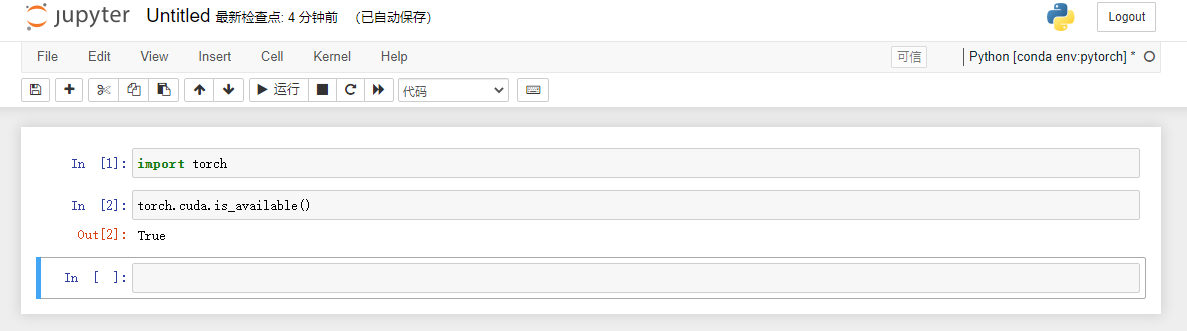 jupyter Untitled 最新检查点: 4 分钟前 (已自动保存) Logout
File Edit View Insert Cell Kernel Help 可信 Python [conda env:pytorch] *
运行 代码
In [1]: import torch
In [2]: torch.cuda.is_available()
Out[2]: True
In [ ]: